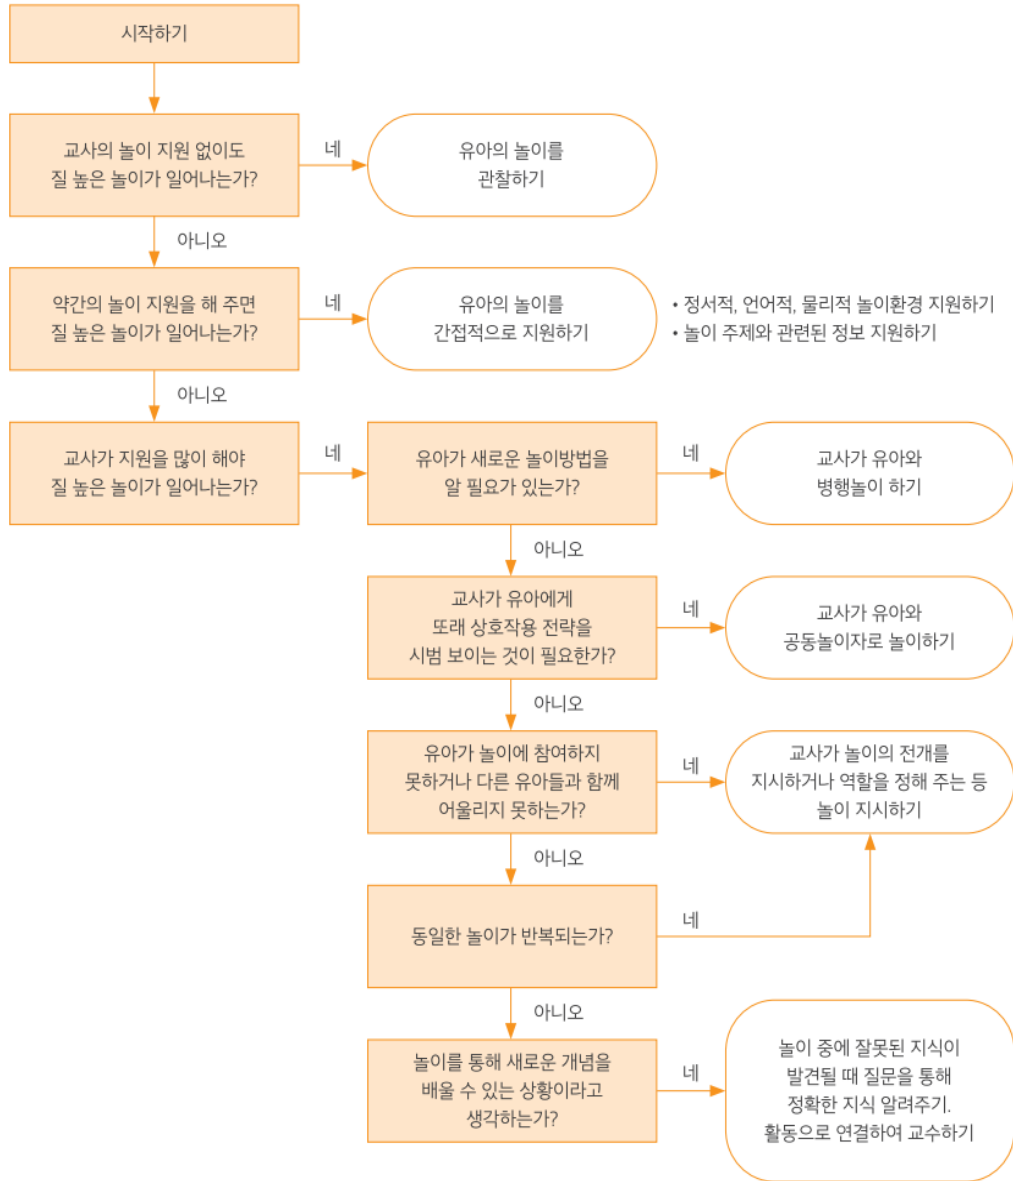 시작하기
교사의 놀이 지원 없이도
질 높은 놀이가 일어나는가?
네
유아의 놀이를
관찰하기
아니오
약간의 놀이 지원을 해 주면
질 높은 놀이가 일어나는가?
네
유아의 놀이를
간접적으로 지원하기
• 정서적, 언어적, 물리적 놀이환경 지원하기
• 놀이 주제와 관련된 정보 지원하기
아니오
교사가 지원을 많이 해야
질 높은 놀이가 일어나는가?
네
유아가 새로운 놀이방법을
알 필요가 있는가?
네
교사가 유아와
병행놀이 하기
아니오
교사가 유아에게
또래 상호작용 전략을
시범 보이는 것이 필요한가?
네
교사가 유아와
공동놀이자로 놀이하기
아니오
유아가 놀이에 참여하지
못하거나 다른 유아들과 함께
어울리지 못하는가?
네
교사가 놀이의 전개를
지시하거나 역할을 정해 주는 등
놀이 지시하기
아니오
동일한 놀이가 반복되는가?
네
아니오
놀이를 통해 새로운 개념을
배울 수 있는 상황이라고
생각하는가?
네
놀이 중에 잘못된 지식이
발견될 때 질문을 통해
정확한 지식 알려주기.
활동으로 연결하여 교수하기